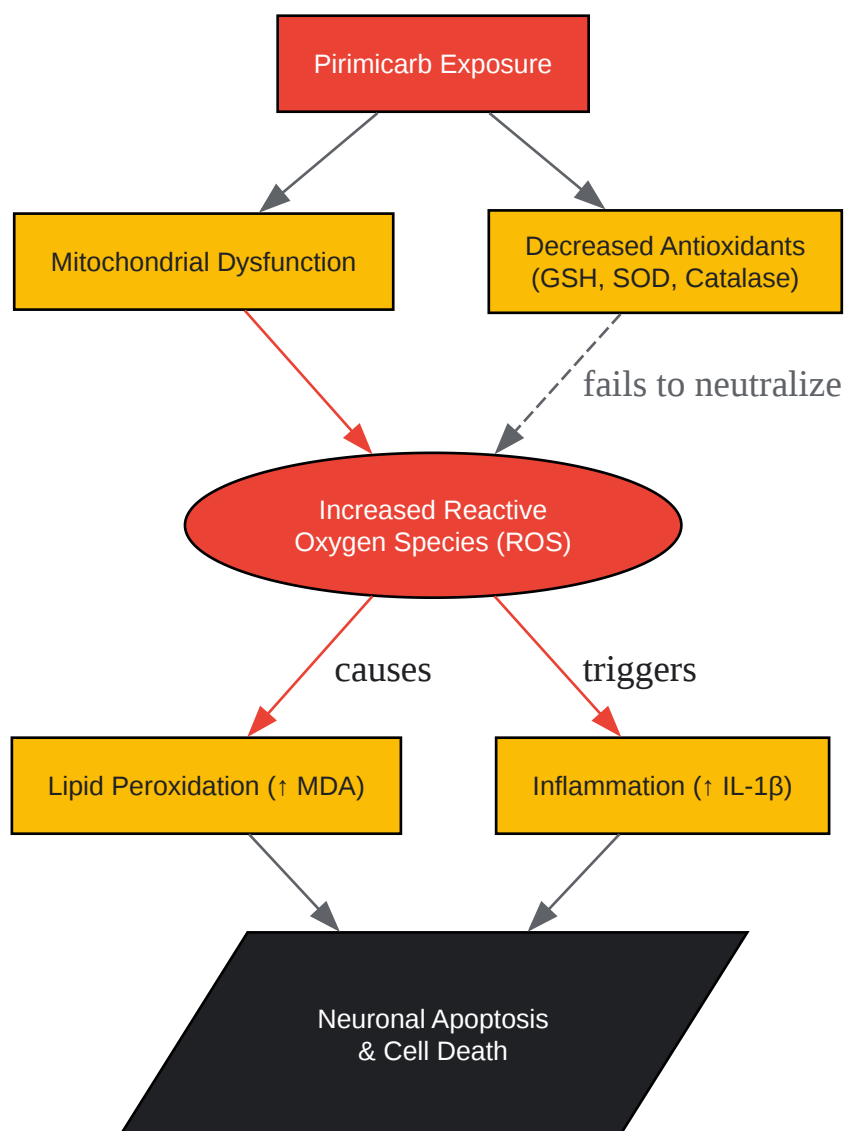 Pirimicarb Exposure
Mitochondrial Dysfunction
Decreased Antioxidants
(GSH, SOD, Catalase)
fails to neutralize
Increased Reactive
Oxygen Species (ROS)
causes
triggers
Lipid Peroxidation (↑ MDA)
Inflammation (↑ IL-1β)
Neuronal Apoptosis
& Cell Death